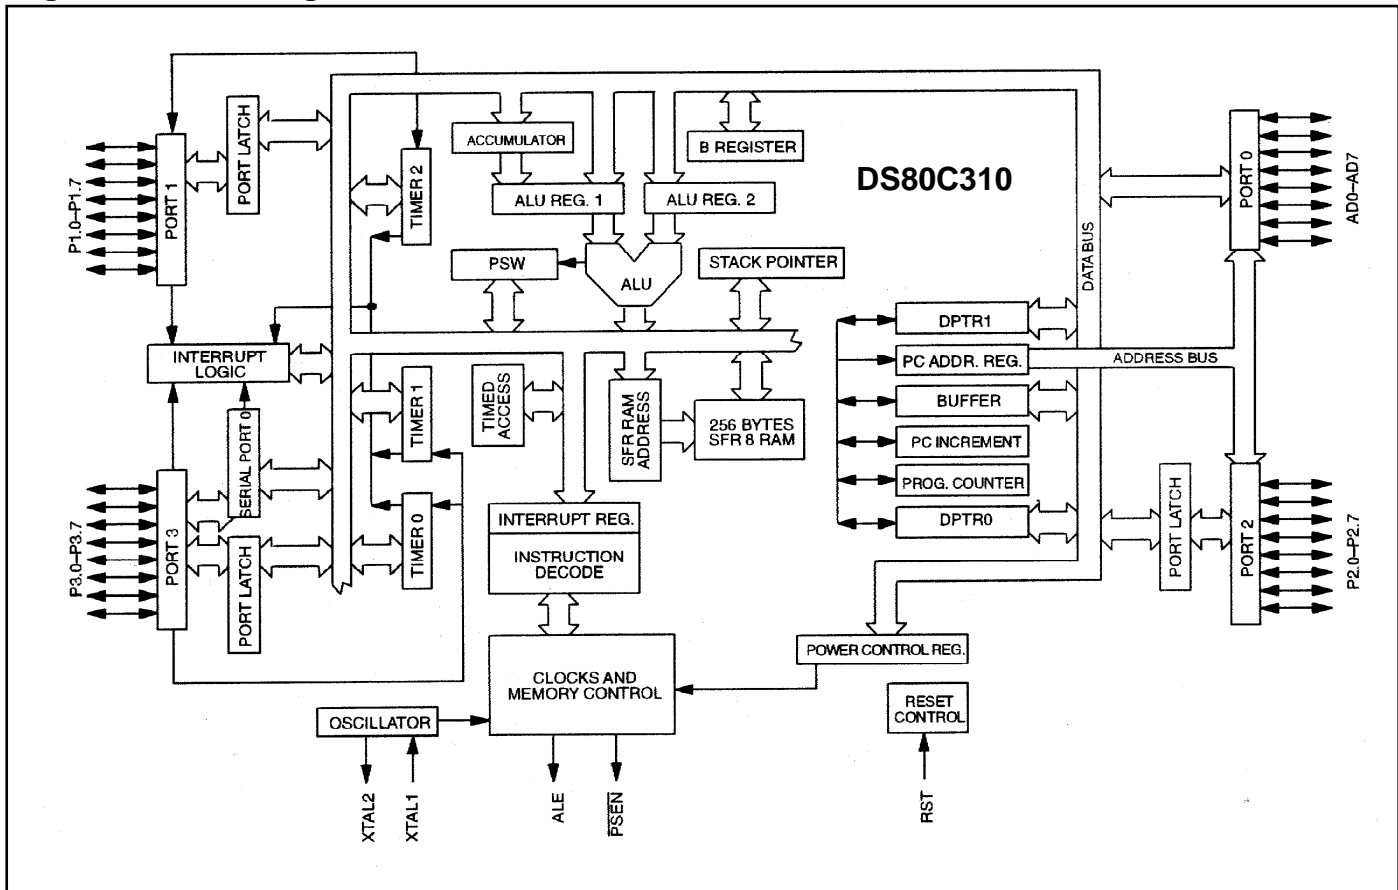 DS80C310
PORT LATCH
PORT 1
P1.0–P1.7
TIMER 2
ACCUMULATOR
B REGISTER
ALU REG. 1
ALU REG. 2
PSW
ALU
STACK POINTER
DATA BUS
PORT 0
AD0–AD7
INTERRUPT
LOGIC
DPTR1
PC ADDR. REG.
ADDRESS BUS
BUFFER
PC INCREMENT
PROG. COUNTER
DPTR0
TIMER 1
TIMED
ACCESS
SFR RAM
ADDRESS
256 BYTES
SFR 8 RAM
SERIAL PORT 0
PORT 3
P3.0–P3.7
PORT LATCH
TIMER 0
INTERRUPT REG.
INSTRUCTION
DECODE
PORT LATCH
PORT 2
P2.0–P2.7
POWER CONTROL REG.
CLOCKS AND
MEMORY CONTROL
OSCILLATOR
RESET
CONTROL
XTAL2
XTAL1
ALE
PSEN
RST